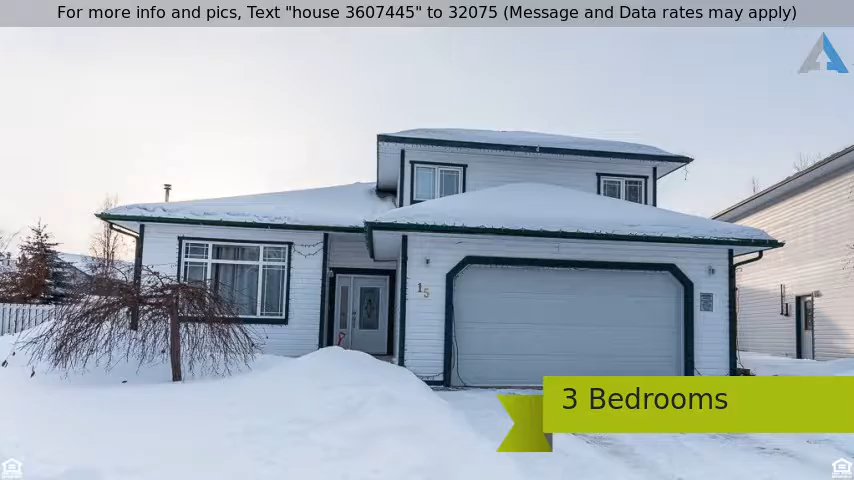 For more info and pics, Text "house 3607445" to 32075 (Message and Data rates may apply)
15
3 Bedrooms